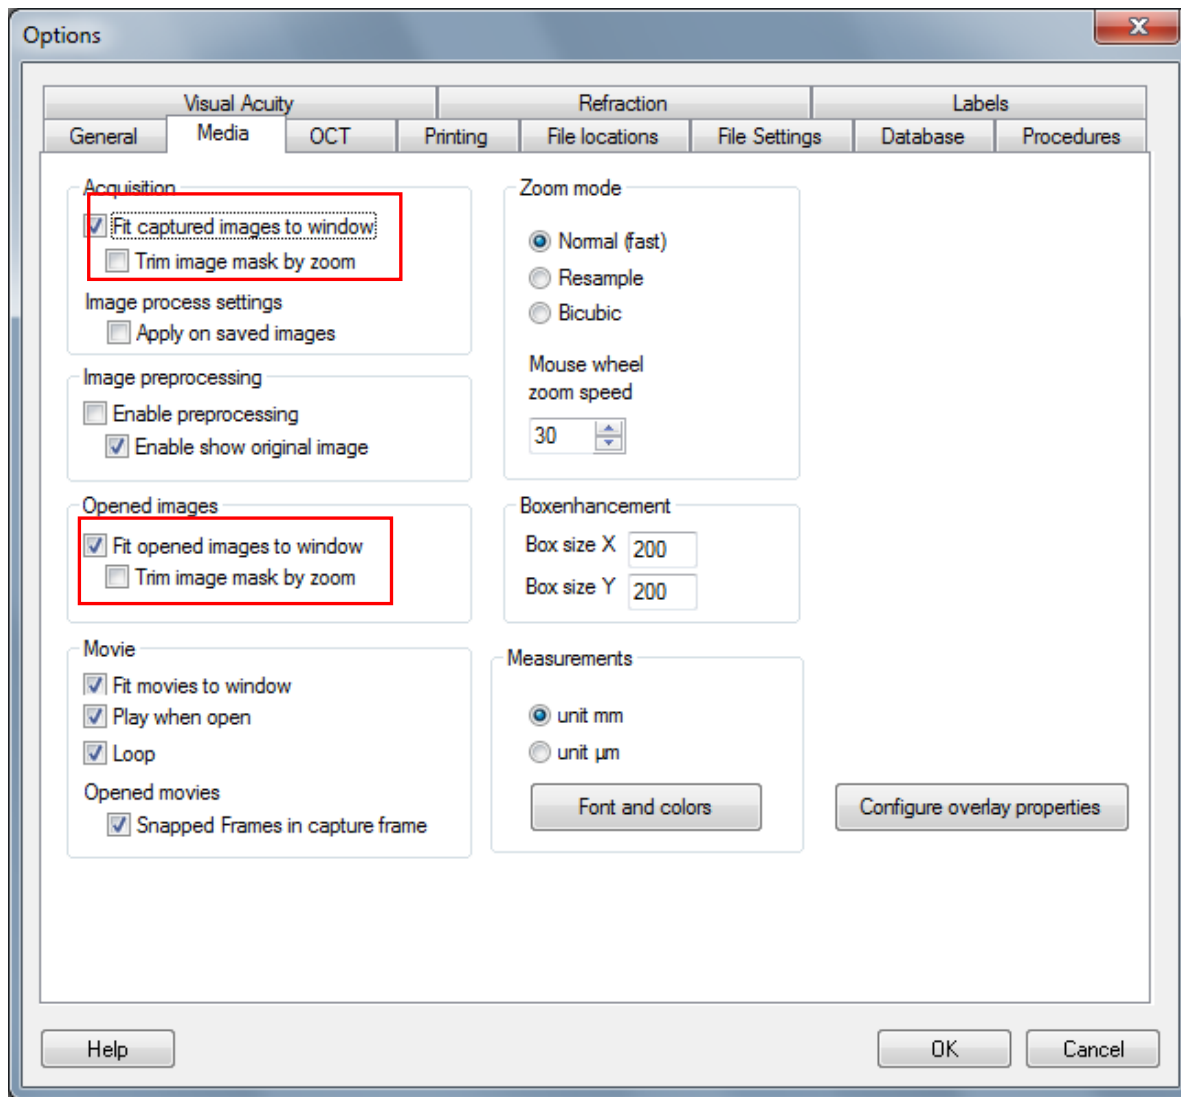 Options
Visual Acuity
Refraction
Labels
General
Media
OCT
Printing
File locations
File Settings
Database
Procedures
Acquisition
Fit captured images to window
Trim image mask by zoom
Image process settings
Apply on saved images
Image preprocessing
Enable preprocessing
Enable show original image
Opened images
Fit opened images to window
Trim image mask by zoom
Movie
Fit movies to window
Play when open
Loop
Opened movies
Snapped Frames in capture frame
Zoom mode
Normal (fast)
Resample
Bicubic
Mouse wheel
zoom speed
30
Boxenhancement
Box size X 200
Box size Y 200
Measurements
unit mm
unit µm
Font and colors
Configure overlay properties
Help
OK
Cancel